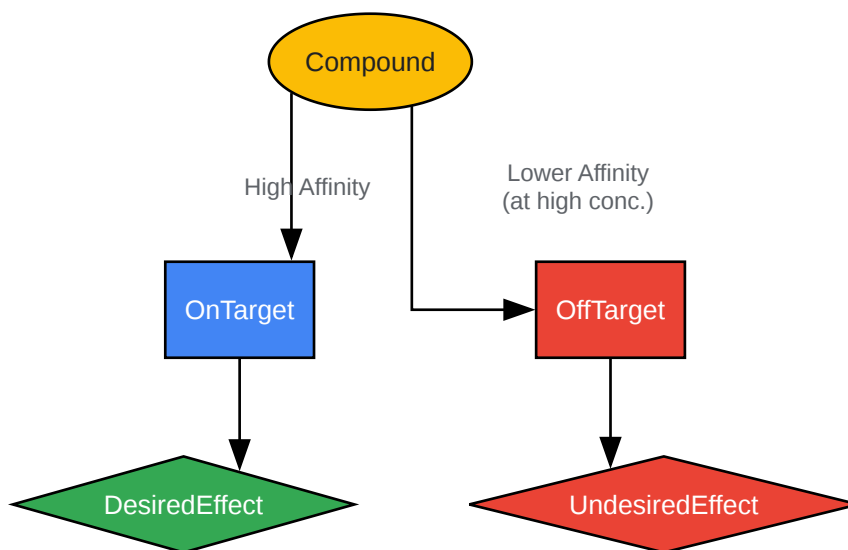 Compound
High Affinity
Lower Affinity
(at high conc.)
OnTarget
OffTarget
DesiredEffect
UndesiredEffect